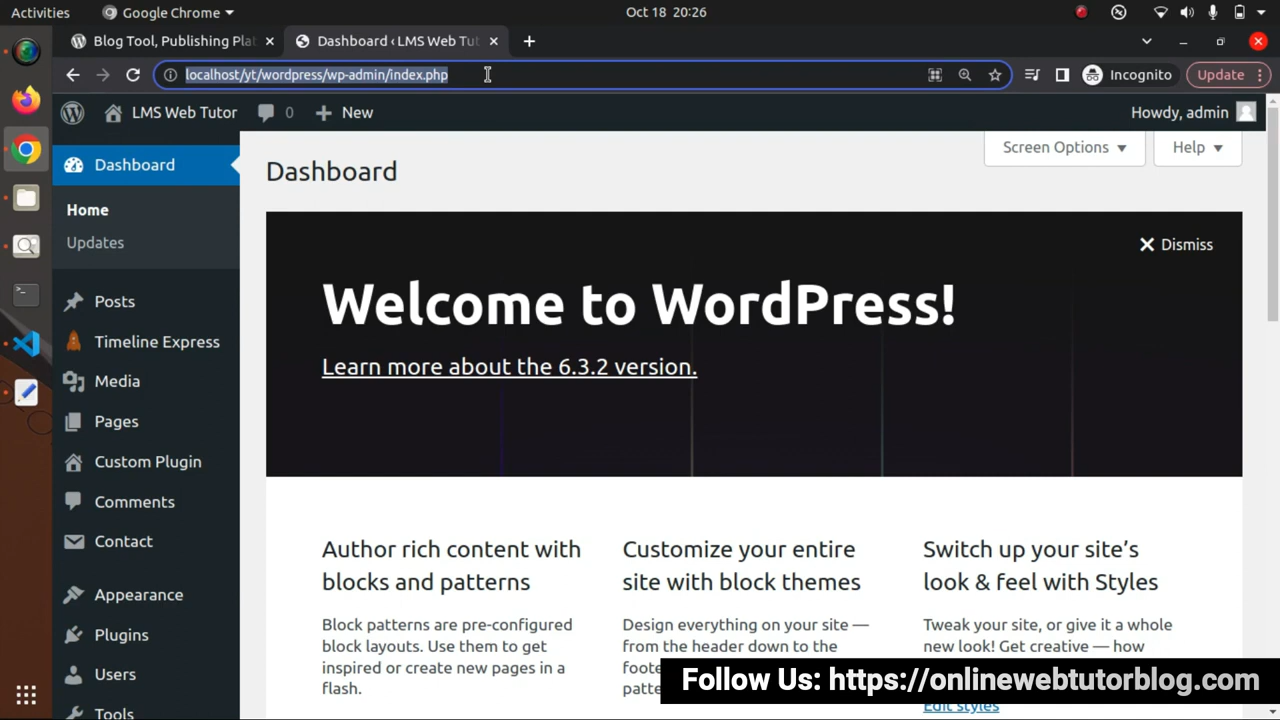 Activities
Google Chrome
Oct 18 20:26
Blog Tool, Publishing Pla
Dashboard ‹ LMS Web Tut
localhost/yt/wordpress/wp-admin/index.php
Incognito
Update
LMS Web Tutor
0
New
Howdy, admin
Dashboard
Home
Updates
Posts
Timeline Express
Media
Pages
Custom Plugin
Comments
Contact
Appearance
Plugins
Users
Tools
Screen Options
Help
Dashboard
Dismiss
Welcome to WordPress!
Learn more about the 6.3.2 version.
Author rich content with
blocks and patterns
Block patterns are pre-configured
block layouts. Use them to get
inspired or create new pages in a
flash.
Customize your entire
site with block themes
Design everything on your site —
from the header down to the
Switch up your site’s
look & feel with Styles
Tweak your site, or give it a whole
new look! Get creative — how
Edit styles
Follow Us: https://onlinewebtutorblog.com